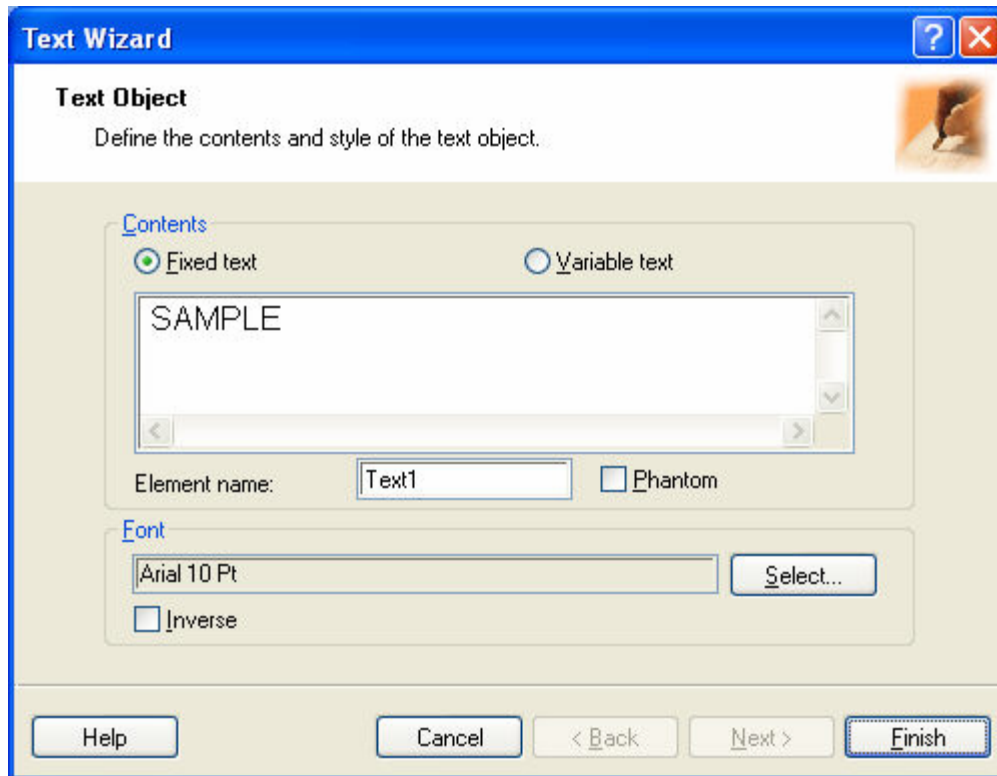 Text Wizard
Text Object
Define the contents and style of the text object.
Contents
Fixed text Variable text
SAMPLE
Element name: Text1 Phantom
Font
Arial 10 Pt Select...
Inverse
Help Cancel < Back Next > Finish